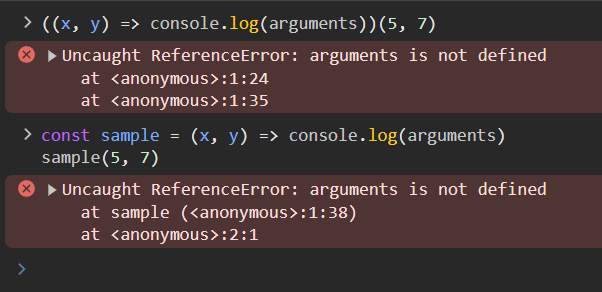 > ((x, y) => console.log(arguments))(5, 7)
Uncaught ReferenceError: arguments is not defined
at <anonymous>:1:24
at <anonymous>:1:35
> const sample = (x, y) => console.log(arguments)
sample(5, 7)
Uncaught ReferenceError: arguments is not defined
at sample (<anonymous>:1:38)
at <anonymous>:2:1
>